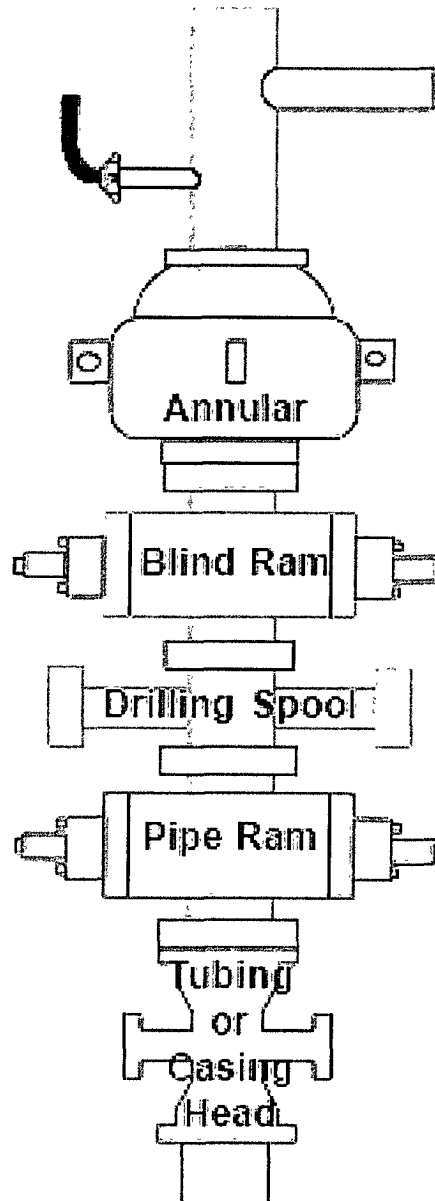 Annular
Blind Ram
Drilling Spool
Pipe Ram
Tubing
or
Casing
Head